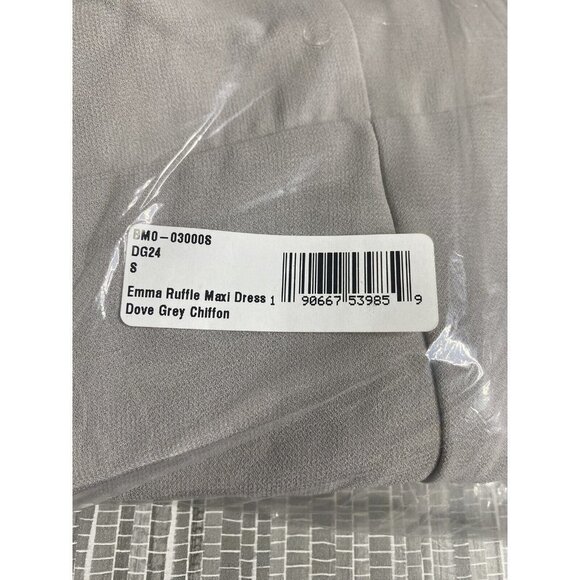 BM0-03000S
DG24
S
Emma Ruffle Maxi Dress 1 90667 53985 9
Dove Grey Chiffon